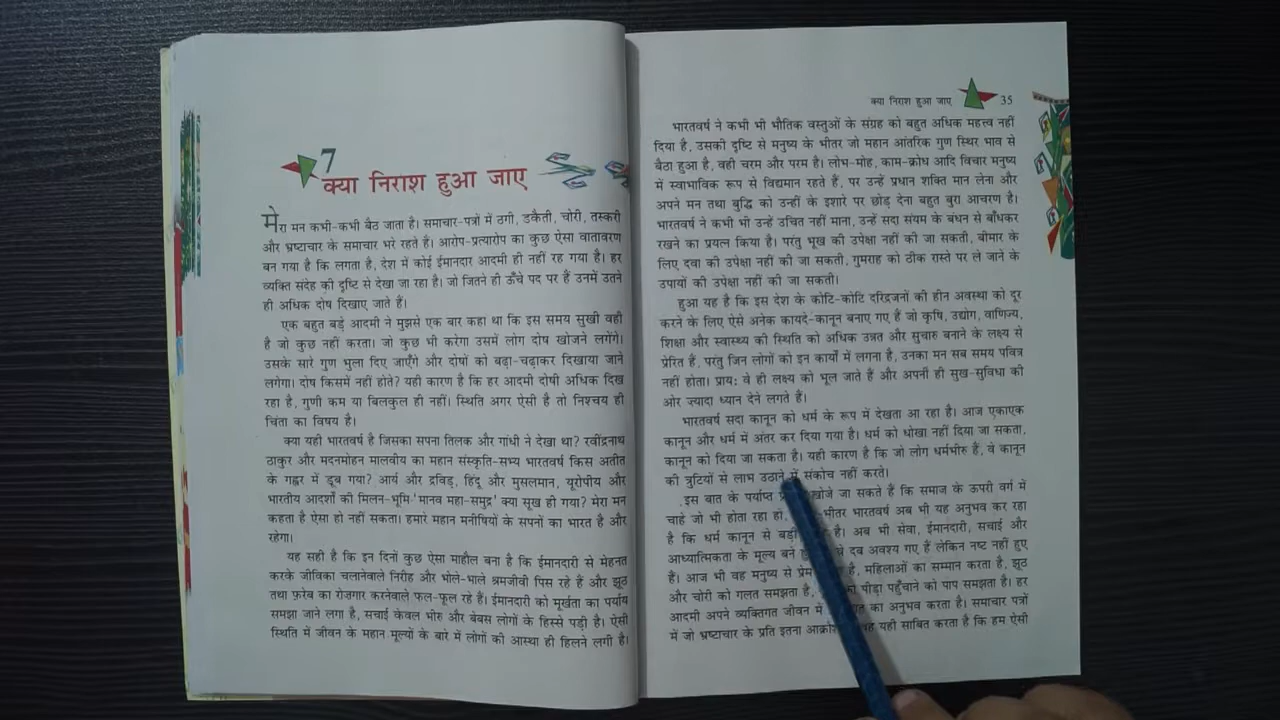 7
क्या निराश हुआ जाए
मेरा मन कभी-कभी बैठ जाता है। समाचार-पत्रों में ठगी, डकैती, चोरी, तस्करी
और भ्रष्टाचार के समाचार भरे रहते हैं। आरोप-प्रत्यारोप का कुछ ऐसा वातावरण
बन गया है कि लगता है, देश में कोई ईमानदार आदमी ही नहीं रह गया है। हर
व्यक्ति संदेह की दृष्टि से देखा जा रहा है। जो जितने ही ऊँचे पद पर हैं उनमें उतने
ही अधिक दोष दिखाए जाते हैं।
एक बहुत बड़े आदमी ने मुझसे एक बार कहा था कि इस समय सुखी वही
है जो कुछ नहीं करता। जो कुछ भी करेगा उसमें लोग दोष खोजने लगेंगे।
उसके सारे गुण भुला दिए जाएँगे और दोषों को बढ़ा-चढ़ाकर दिखाया जाने
लगेगा। दोष किसमें नहीं होते? यही कारण है कि हर आदमी दोषी अधिक दिख
रहा है, गुणी कम या बिलकुल ही नहीं। स्थिति अगर ऐसी है तो निश्चय ही
चिंता का विषय है।
क्या यही भारतवर्ष है जिसका सपना तिलक और गांधी ने देखा था? रवींद्रनाथ
ठाकुर और मदनमोहन मालवीय का महान संस्कृति-सभ्य भारतवर्ष किस अतीत
के गह्वर में डूब गया? आर्य और द्रविड़, हिंदू और मुसलमान, यूरोपीय और
भारतीय आदर्शों की मिलन-भूमि 'मानव महा-समुद्र' क्या सूख ही गया? मेरा मन
कहता है ऐसा हो नहीं सकता। हमारे महान मनीषियों के सपनों का भारत है और
रहेगा।
यह सही है कि इन दिनों कुछ ऐसा माहौल बना है कि ईमानदारी से मेहनत
करके जीविका चलानेवाले निरीह और भोले-भाले श्रमजीवी पिस रहे हैं और झूठ
तथा फ़रेब का रोज़गार करनेवाले फल-फूल रहे हैं। ईमानदारी को मूर्खता का पर्याय
समझा जाने लगा है, सचाई केवल भीरु और बेबस लोगों के हिस्से पड़ी है। ऐसी
स्थिति में जीवन के महान मूल्यों के बारे में लोगों की आस्था ही हिलने लगी है।
क्या निराश हुआ जाए 35
भारतवर्ष ने कभी भी भौतिक वस्तुओं के संग्रह को बहुत अधिक महत्त्व नहीं
दिया है, उसकी दृष्टि से मनुष्य के भीतर जो महान आंतरिक गुण स्थिर भाव से
बैठा हुआ है, वही चरम और परम है। लोभ-मोह, काम-क्रोध आदि विचार मनुष्य
में स्वाभाविक रूप से विद्यमान रहते हैं, पर उन्हें प्रधान शक्ति मान लेना और
अपने मन तथा बुद्धि को उन्हीं के इशारे पर छोड़ देना बहुत बुरा आचरण है।
भारतवर्ष ने कभी भी उन्हें उचित नहीं माना, उन्हें सदा संयम के बंधन से बाँधकर
रखने का प्रयत्न किया है। परंतु भूख की उपेक्षा नहीं की जा सकती, बीमार के
लिए दवा की उपेक्षा नहीं की जा सकती, गुमराह को ठीक रास्ते पर ले जाने के
उपायों की उपेक्षा नहीं की जा सकती।
हुआ यह है कि इस देश के कोटि-कोटि दरिद्रजनों की हीन अवस्था को दूर
करने के लिए ऐसे अनेक कायदे-कानून बनाए गए हैं जो कृषि, उद्योग, वाणिज्य,
शिक्षा और स्वास्थ्य की स्थिति को अधिक उन्नत और सुचारु बनाने के लक्ष्य से
प्रेरित हैं, परंतु जिन लोगों को इन कार्यों में लगना है, उनका मन सब समय पवित्र
नहीं होता। प्राय: वे ही लक्ष्य को भूल जाते हैं और अपनी ही सुख-सुविधा की
ओर ज्यादा ध्यान देने लगते हैं।
भारतवर्ष सदा कानून को धर्म के रूप में देखता आ रहा है। आज एकाएक
कानून और धर्म में अंतर कर दिया गया है। धर्म को धोखा नहीं दिया जा सकता,
कानून को दिया जा सकता है। यही कारण है कि जो लोग धर्मभीरु हैं, वे कानून
की त्रुटियों से लाभ उठाने में संकोच नहीं करते।
इस बात के पर्याप्त खोजे जा सकते हैं कि समाज के ऊपरी वर्ग में
चाहे जो भी होता रहा हो, भीतर भारतवर्ष अब भी यह अनुभव कर रहा
है कि धर्म कानून से बड़ी है। अब भी सेवा, ईमानदारी, सचाई और
आध्यात्मिकता के मूल्य बने दब अवश्य गए हैं लेकिन नष्ट नहीं हुए
हैं। आज भी वह मनुष्य से प्रेम है, महिलाओं का सम्मान करता है, झूठ
और चोरी को गलत समझता है, को पीड़ा पहुँचाने को पाप समझता है। हर
आदमी अपने व्यक्तिगत जीवन में का अनुभव करता है। समाचार पत्रों
में जो भ्रष्टाचार के प्रति इतना यही साबित करता है कि हम ऐसी